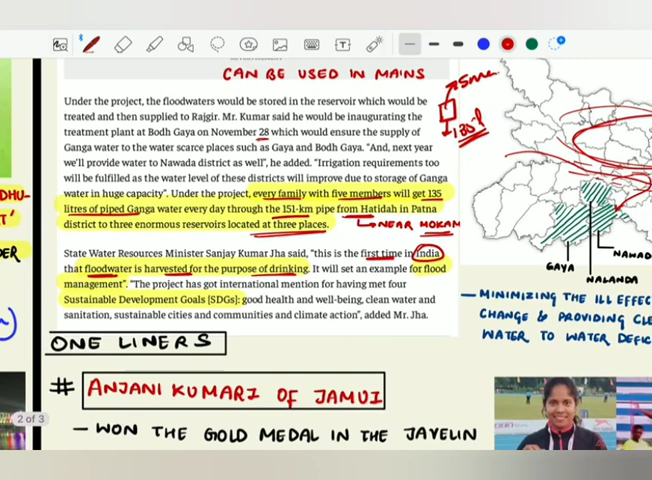 CAN BE USED IN MAINS
Under the project, the floodwaters would be stored in the reservoir which would be
treated and then supplied to Rajgir. Mr. Kumar said he would be inaugurating the
treatment plant at Bodh Gaya on November 28 which would ensure the supply of
Ganga water to the water scarce places such as Gaya and Bodh Gaya. "And, next year
we'll provide water to Nawada district as well", he added. "Irrigation requirements too
will be fulfilled as the water level of these districts will improve due to storage of Ganga
water in huge capacity". Under the project, every family with five members will get 135
litres of piped Ganga water every day through the 151-km pipe from Hatidah in Patna
district to three enormous reservoirs located at three places.
NEAR MOKAM
State Water Resources Minister Sanjay Kumar Jha said, "this is the first time in India
that floodwater is harvested for the purpose of drinking. It will set an example for flood
management". "The project has got international mention for having met four
Sustainable Development Goals (SDGs): good health and well-being, clean water and
sanitation, sustainable cities and communities and climate action", added Mr. Jha.
ONE LINERS
# ANJANI KUMARI OF JAMUI
– WON THE GOLD MEDAL IN THE JAVELIN
135 l
GAYA
NALANDA
NAWAD
– MINIMIZING THE ILL EFFEC
CHANGE & PROVIDING CLE
WATER TO WATER DEFIC
DHU-
T'
DER
2 of 3